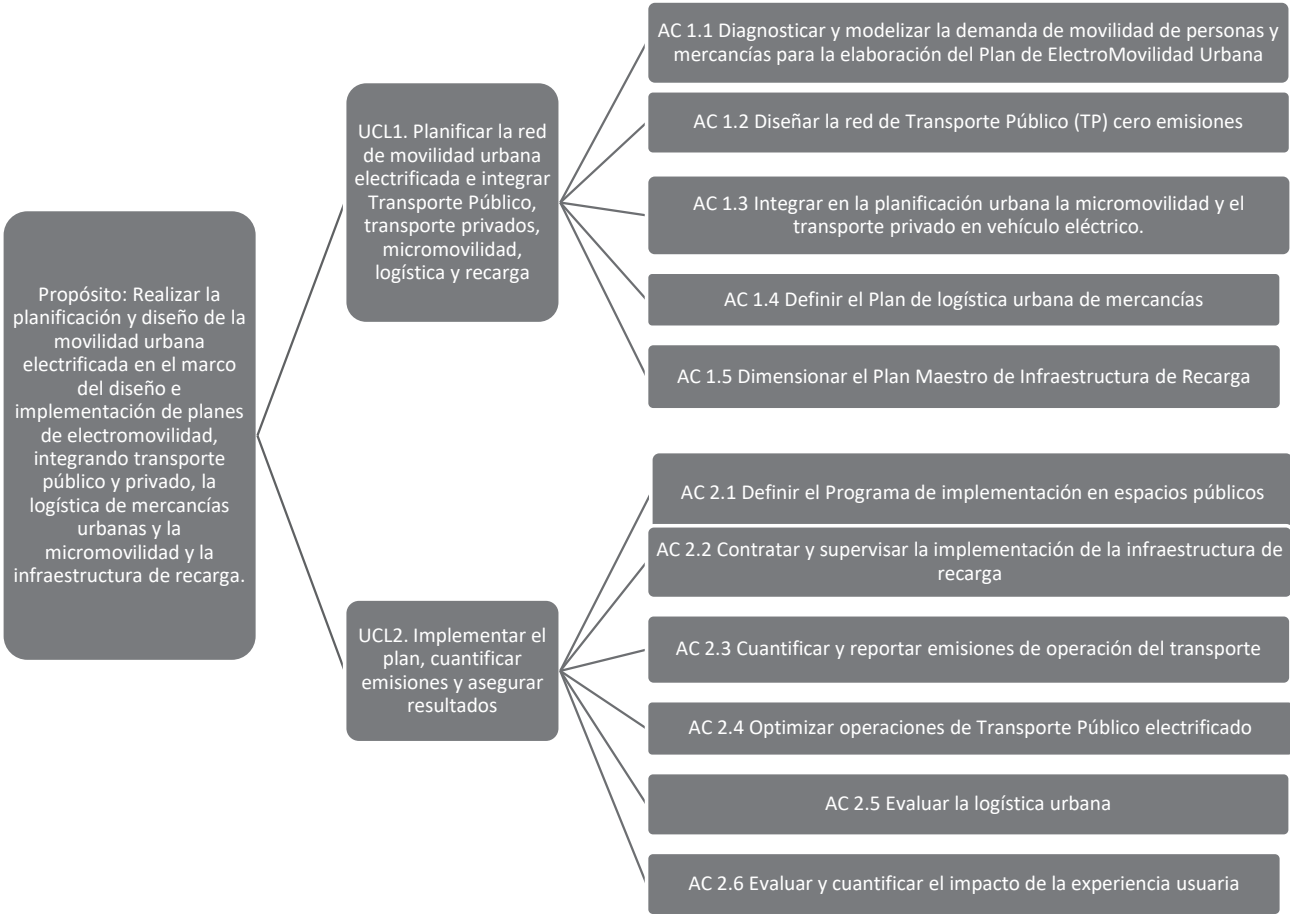 Propósito: Realizar la
planificación y diseño de la
movilidad urbana
electrificada en el marco
del diseño e
implementación de planes
de electromovilidad,
integrando transporte
público y privado, la
logística de mercancías
urbanas y la
micromovilidad y la
infraestructura de recarga.
UCL1. Planificar la red
de movilidad urbana
electrificada e integrar
Transporte Público,
transporte privados,
micromovilidad,
logística y recarga
AC 1.1 Diagnosticar y modelizar la demanda de movilidad de personas y
mercancías para la elaboración del Plan de ElectroMovilidad Urbana
AC 1.2 Diseñar la red de Transporte Público (TP) cero emisiones
AC 1.3 Integrar en la planificación urbana la micromovilidad y el
transporte privado en vehículo eléctrico.
AC 1.4 Definir el Plan de logística urbana de mercancías
AC 1.5 Dimensionar el Plan Maestro de Infraestructura de Recarga
UCL2. Implementar el
plan, cuantificar
emisiones y asegurar
resultados
AC 2.1 Definir el Programa de implementación en espacios públicos
AC 2.2 Contratar y supervisar la implementación de la infraestructura de
recarga
AC 2.3 Cuantificar y reportar emisiones de operación del transporte
AC 2.4 Optimizar operaciones de Transporte Público electrificado
AC 2.5 Evaluar la logística urbana
AC 2.6 Evaluar y cuantificar el impacto de la experiencia usuaria